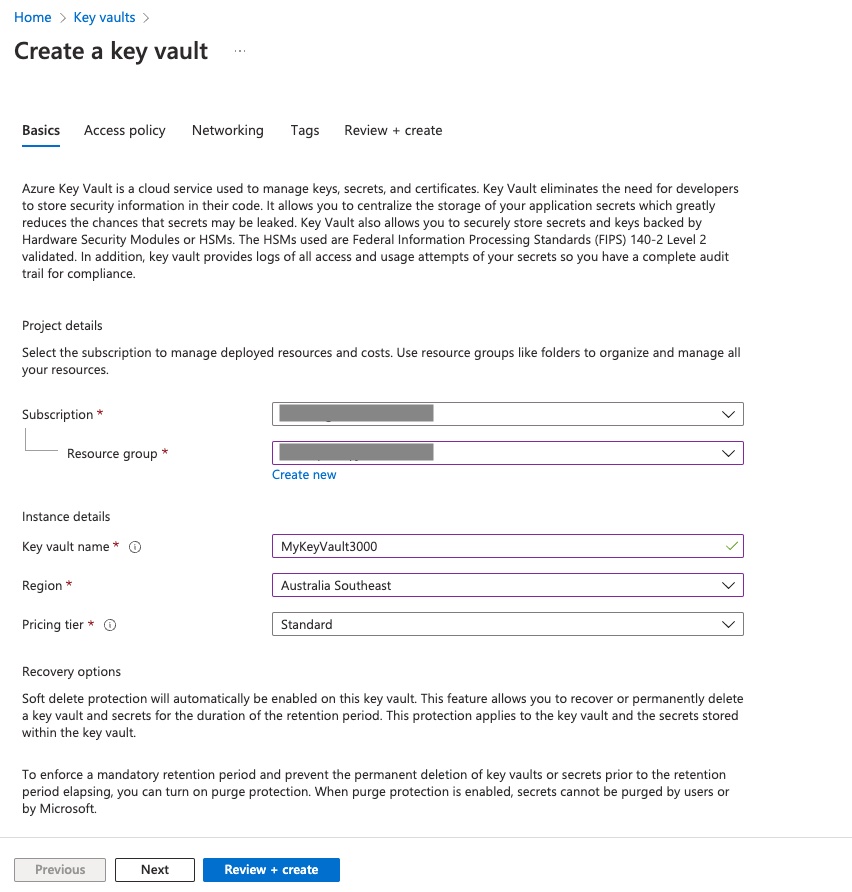 Home > Key vaults >
Create a key vault ...
Basics Access policy Networking Tags Review + create
Azure Key Vault is a cloud service used to manage keys, secrets, and certificates. Key Vault eliminates the need for developers
to store security information in their code. It allows you to centralize the storage of your application secrets which greatly
reduces the chances that secrets may be leaked. Key Vault also allows you to securely store secrets and keys backed by
Hardware Security Modules or HSMs. The HSMs used are Federal Information Processing Standards (FIPS) 140-2 Level 2
validated. In addition, key vault provides logs of all access and usage attempts of your secrets so you have a complete audit
trail for compliance.
Project details
Select the subscription to manage deployed resources and costs. Use resource groups like folders to organize and manage all
your resources.
Subscription *
Resource group *
Create new
Instance details
Key vault name * MyKeyVault3000
Region * Australia Southeast
Pricing tier * Standard
Recovery options
Soft delete protection will automatically be enabled on this key vault. This feature allows you to recover or permanently delete
a key vault and secrets for the duration of the retention period. This protection applies to the key vault and the secrets stored
within the key vault.
To enforce a mandatory retention period and prevent the permanent deletion of key vaults or secrets prior to the retention
period elapsing, you can turn on purge protection. When purge protection is enabled, secrets cannot be purged by users or
by Microsoft.
Previous Next Review + create